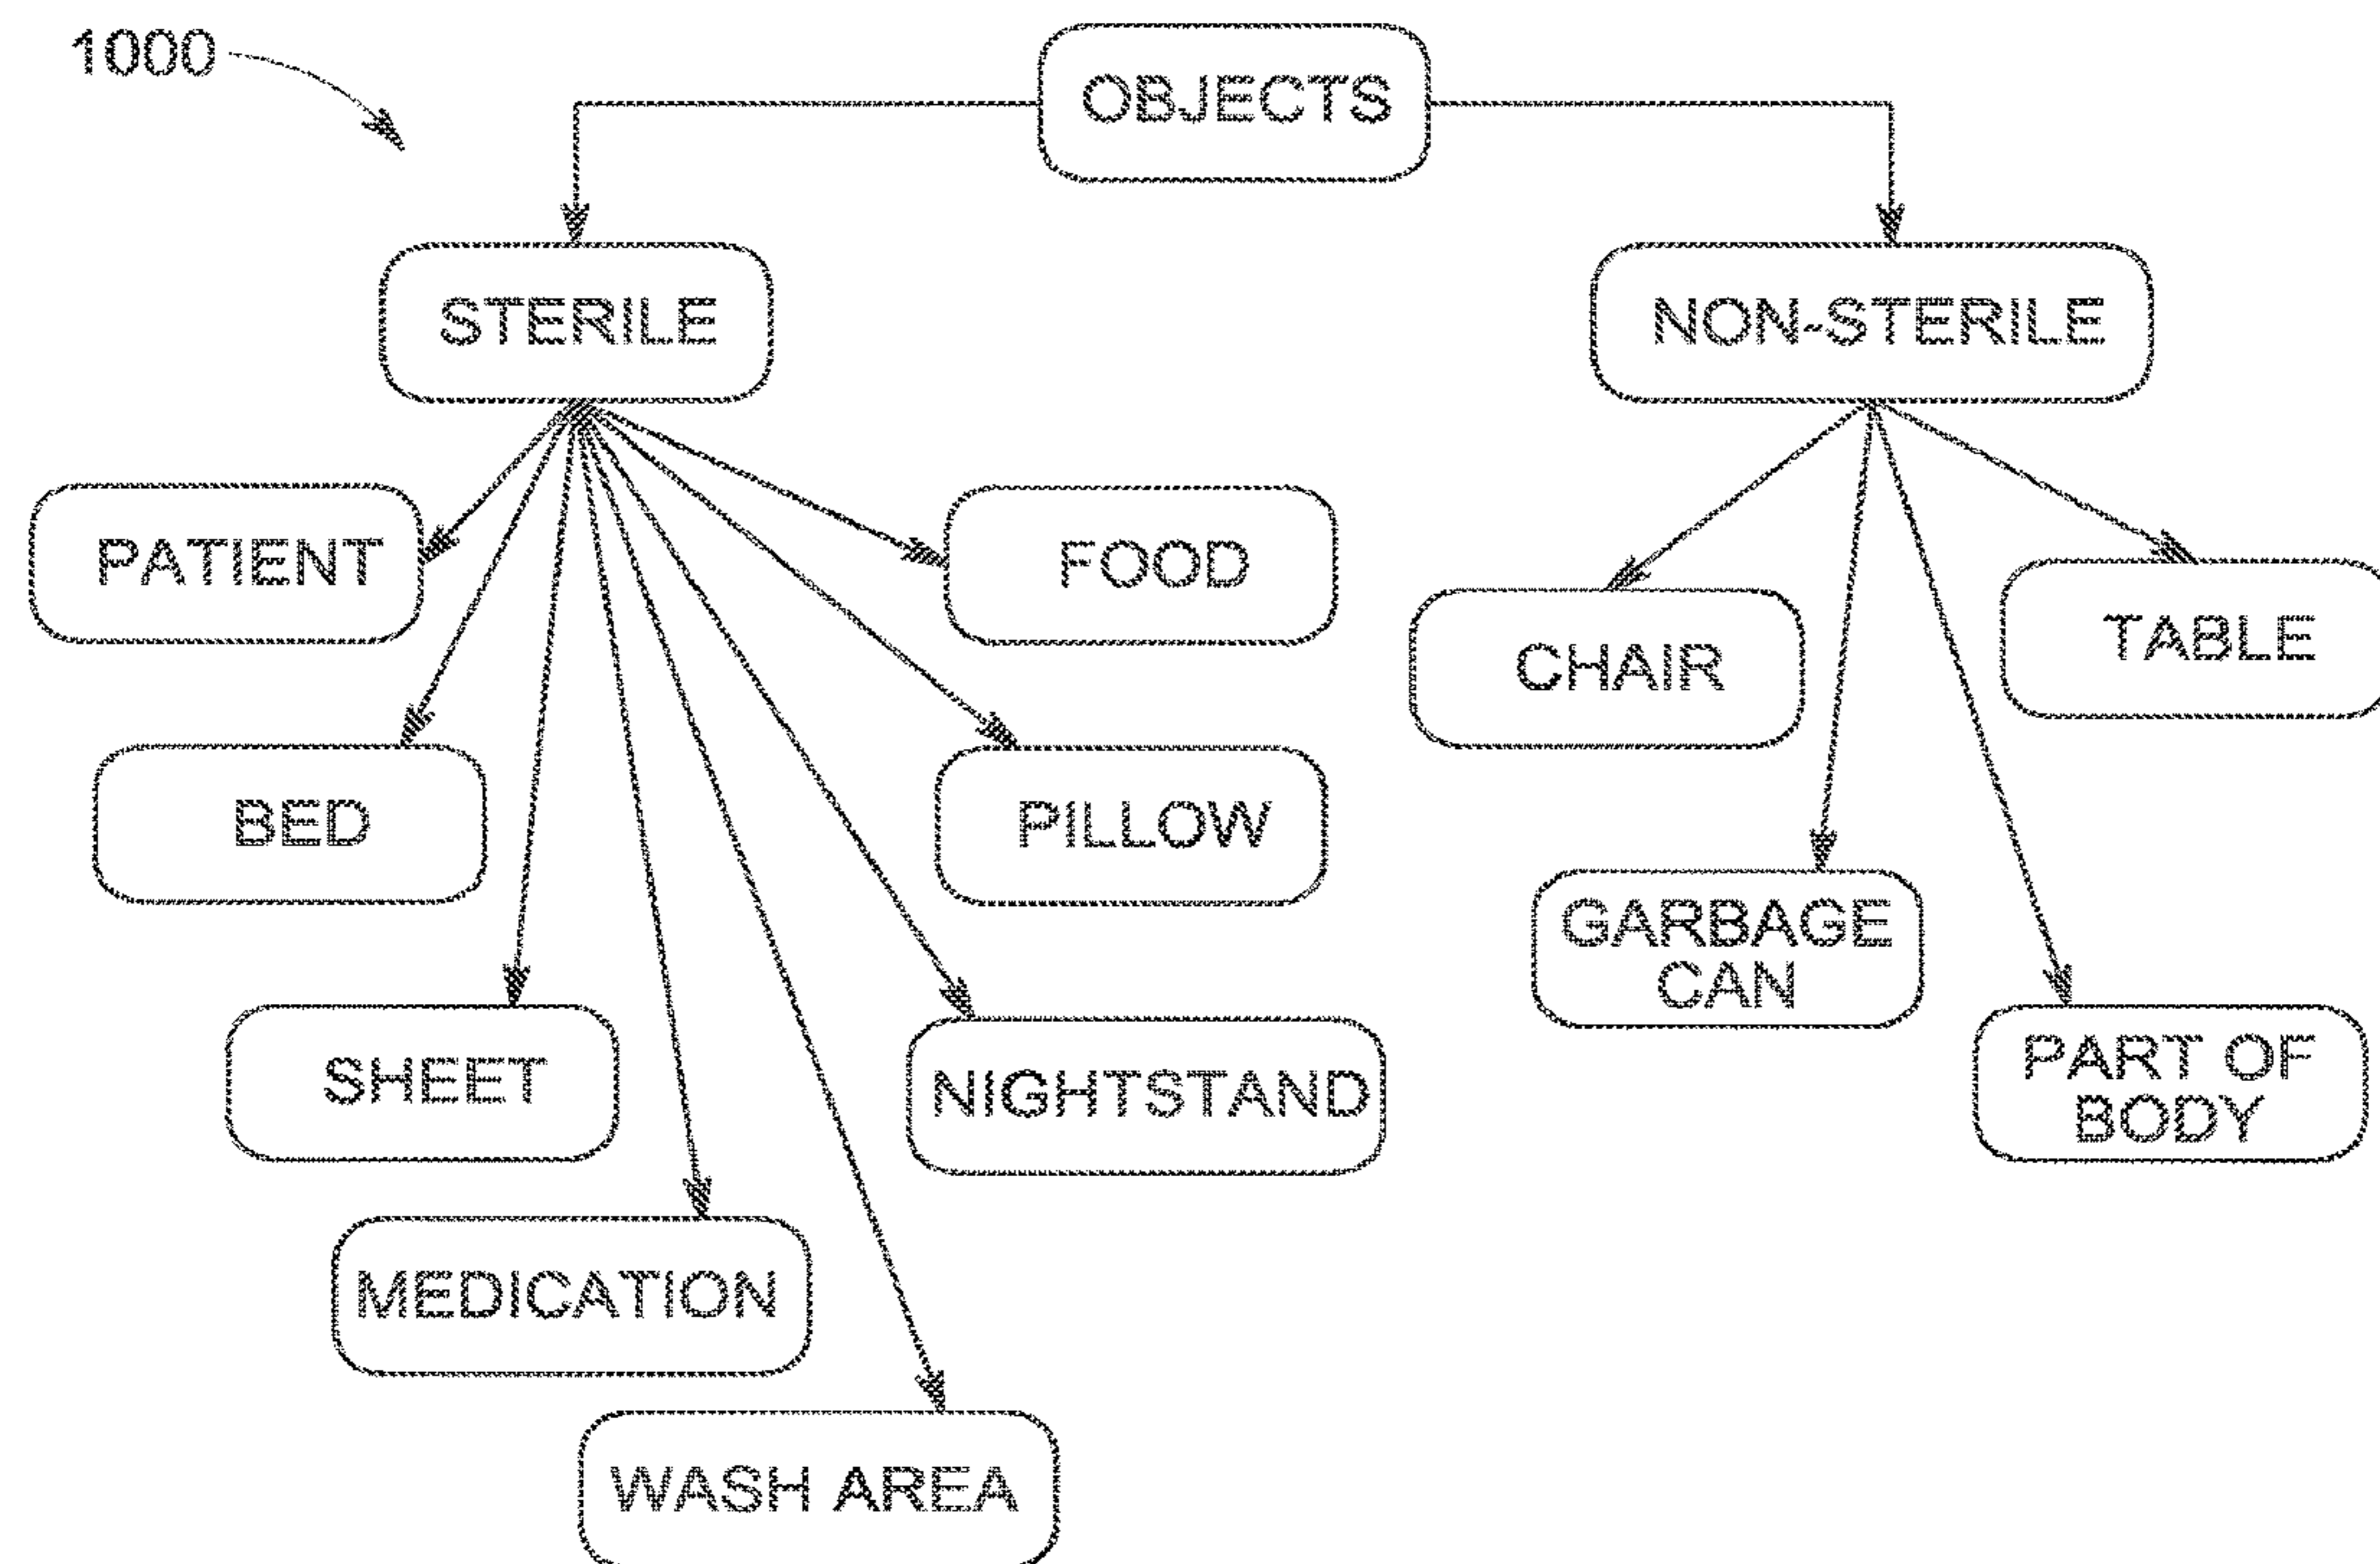 1000
OBJECTS
STERILE
NON-STERILE
PATIENT
FOOD
CHAIR
TABLE
BED
PILLOW
GARBAGE
CAN
SHEET
NIGHTSTAND
PART OF
BODY
MEDICATION
WASH AREA